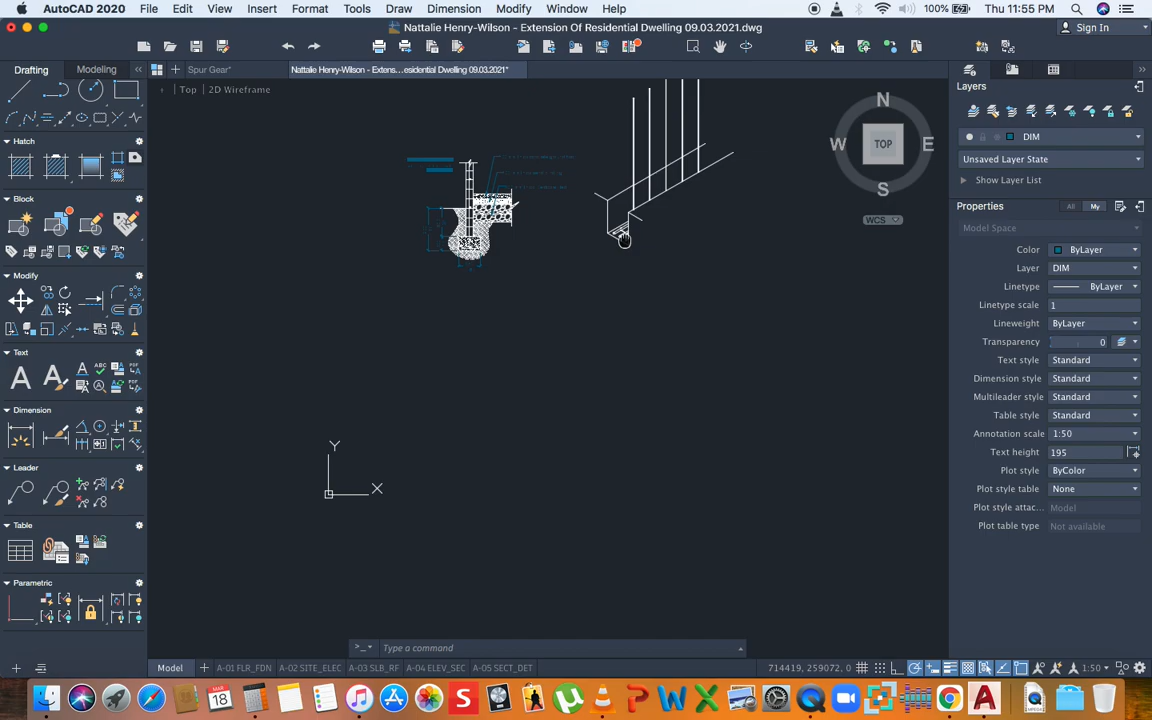 AutoCAD 2020 File Edit View Insert Format Tools Draw Dimension Modify Window Help 100% Thu 11:55 PM
Nattalie Henry-Wilson - Extension Of Residential Dwelling 09.03.2021.dwg Sign In
Drafting Modeling Spur Gear* Nattalie Henry-Wilson - Extens...esidential Dwelling 09.03.2021*
Top 2D Wireframe
Layers
DIM
Unsaved Layer State
Show Layer List
Properties All My
Model Space
Color ByLayer
Layer DIM
Linetype ByLayer
Linetype scale 1
Lineweight ByLayer
Transparency 0
Text style Standard
Dimension style Standard
Multileader style Standard
Table style Standard
Annotation scale 1:50
Text height 195
Plot style ByColor
Plot style table None
Plot style attac... Model
Plot table type Not available
Hatch
Block
Modify
Text
A A ABC
Dimension
Leader
Table
Parametric
N
W TOP E
S
WCS
Y
X
>_ Type a command
Model A-01 FLR_FDN A-02 SITE_ELEC A-03 SLB_RF A-04 ELEV_SEC A-05 SECT_DET 714419, 259072, 0 1:50
MAR
18